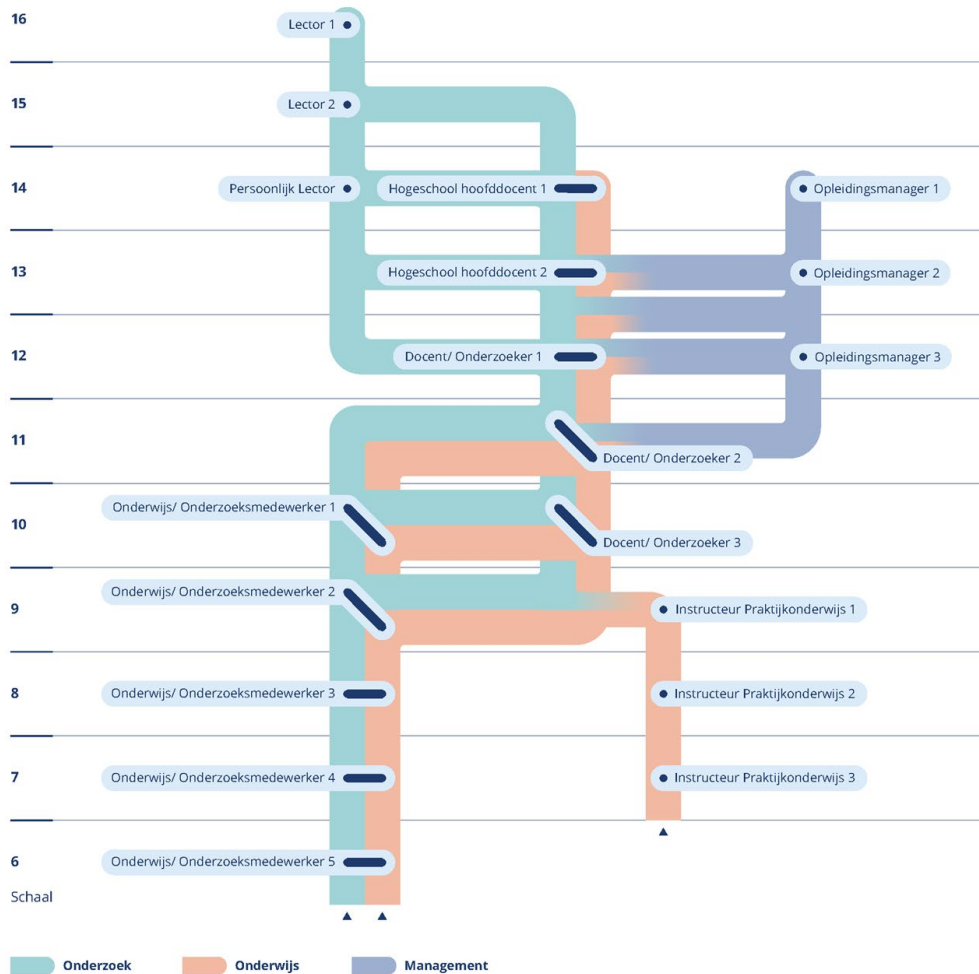 16
Lector 1
15
Lector 2
14
Persoonlijk Lector
Hogeschool hoofddocent 1
Opleidingsmanager 1
13
Hogeschool hoofddocent 2
Opleidingsmanager 2
12
Docent/ Onderzoeker 1
Opleidingsmanager 3
11
Docent/ Onderzoeker 2
Onderwijs/ Onderzoeksmedewerker 1
10
Docent/ Onderzoeker 3
Onderwijs/ Onderzoeksmedewerker 2
9
Instructeur Praktijkonderwijs 1
8
Onderwijs/ Onderzoeksmedewerker 3
Instructeur Praktijkonderwijs 2
7
Onderwijs/ Onderzoeksmedewerker 4
Instructeur Praktijkonderwijs 3
6
Onderwijs/ Onderzoeksmedewerker 5
Schaal
Onderzoek
Onderwijs
Management